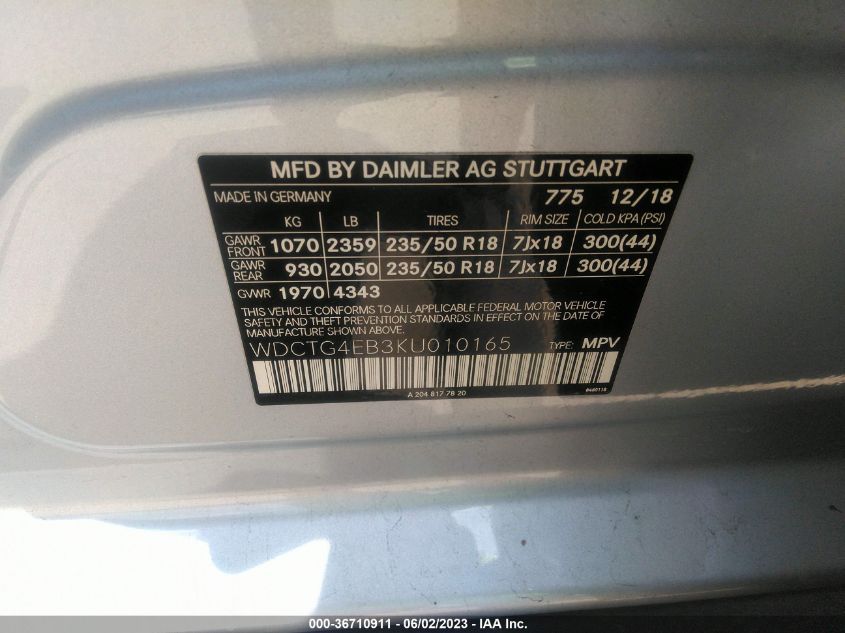 MFD BY DAIMLER AG STUTTGART
MADE IN GERMANY 775 12/18
KG LB TIRES RIM SIZE COLD KPA (PSI)
GAWR FRONT 1070 2359 235/50 R18 7Jx18 300(44)
GAWR REAR 930 2050 235/50 R18 7Jx18 300(44)
GVWR 1970 4343
THIS VEHICLE CONFORMS TO ALL APPLICABLE FEDERAL MOTOR VEHICLE
SAFETY AND THEFT PREVENTION STANDARDS IN EFFECT ON THE DATE OF
MANUFACTURE SHOWN ABOVE.
WDCTG4EB3KU010165 TYPE: MPV
A 204 817 78 20
000-36710911 - 06/02/2023 - IAA Inc.